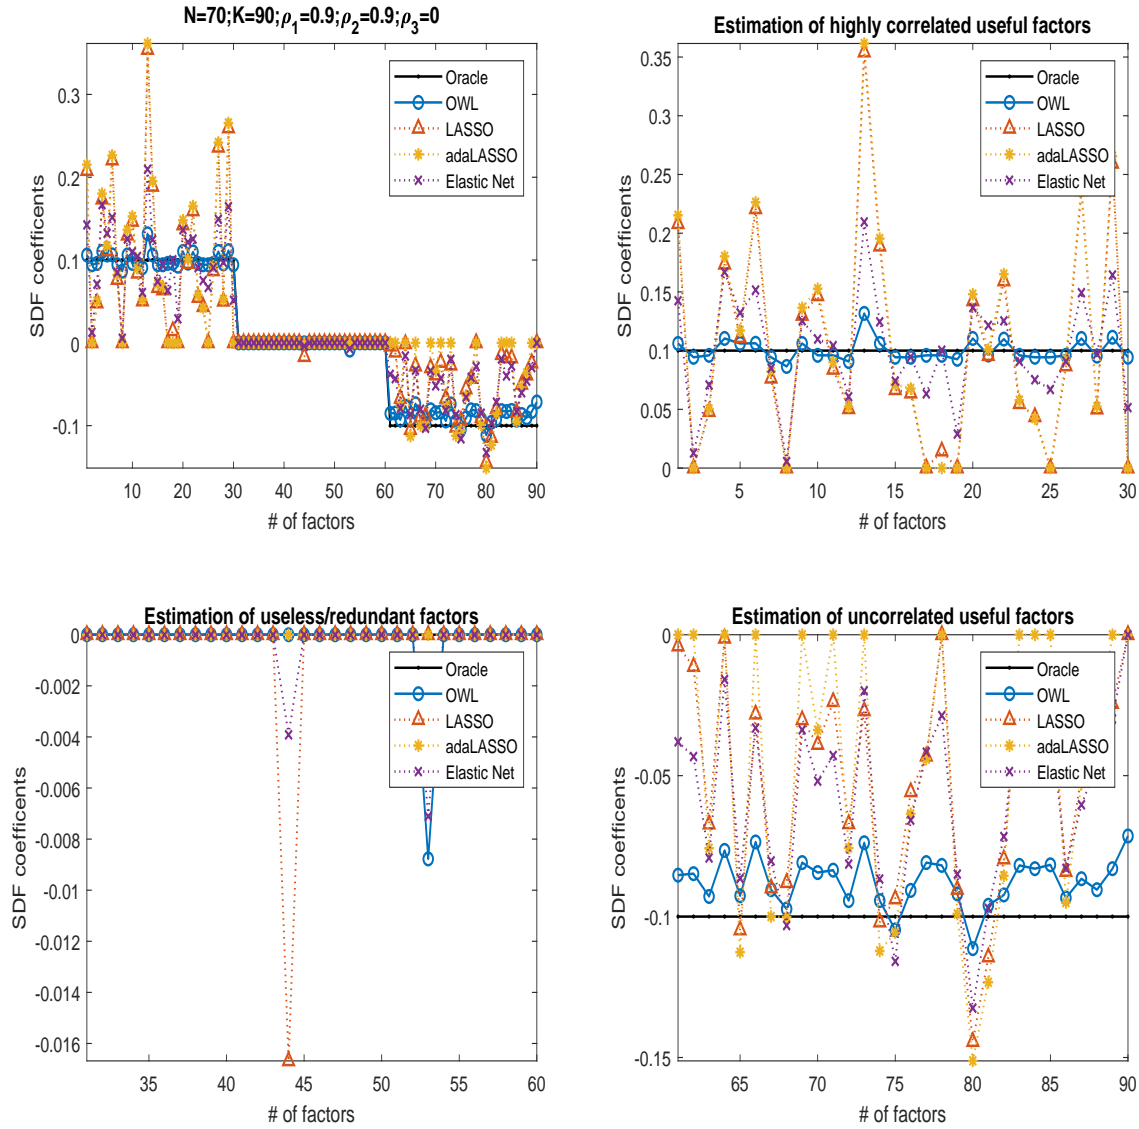 N=70;K=90;ρ1=0.9;ρ2=0.9;ρ3=0
0.3
0.2
0.1
0
-0.1
SDF coefficents
10 20 30 40 50 60 70 80 90
# of factors
Oracle
OWL
LASSO
adaLASSO
Elastic Net
Estimation of highly correlated useful factors
0.35
0.3
0.25
0.2
0.15
0.1
0.05
0
SDF coefficents
5 10 15 20 25 30
# of factors
Oracle
OWL
LASSO
adaLASSO
Elastic Net
Estimation of useless/redundant factors
0
-0.002
-0.004
-0.006
-0.008
-0.01
-0.012
-0.014
-0.016
SDF coefficents
35 40 45 50 55 60
# of factors
Oracle
OWL
LASSO
adaLASSO
Elastic Net
Estimation of uncorrelated useful factors
0
-0.05
-0.1
-0.15
SDF coefficents
65 70 75 80 85 90
# of factors
Oracle
OWL
LASSO
adaLASSO
Elastic Net